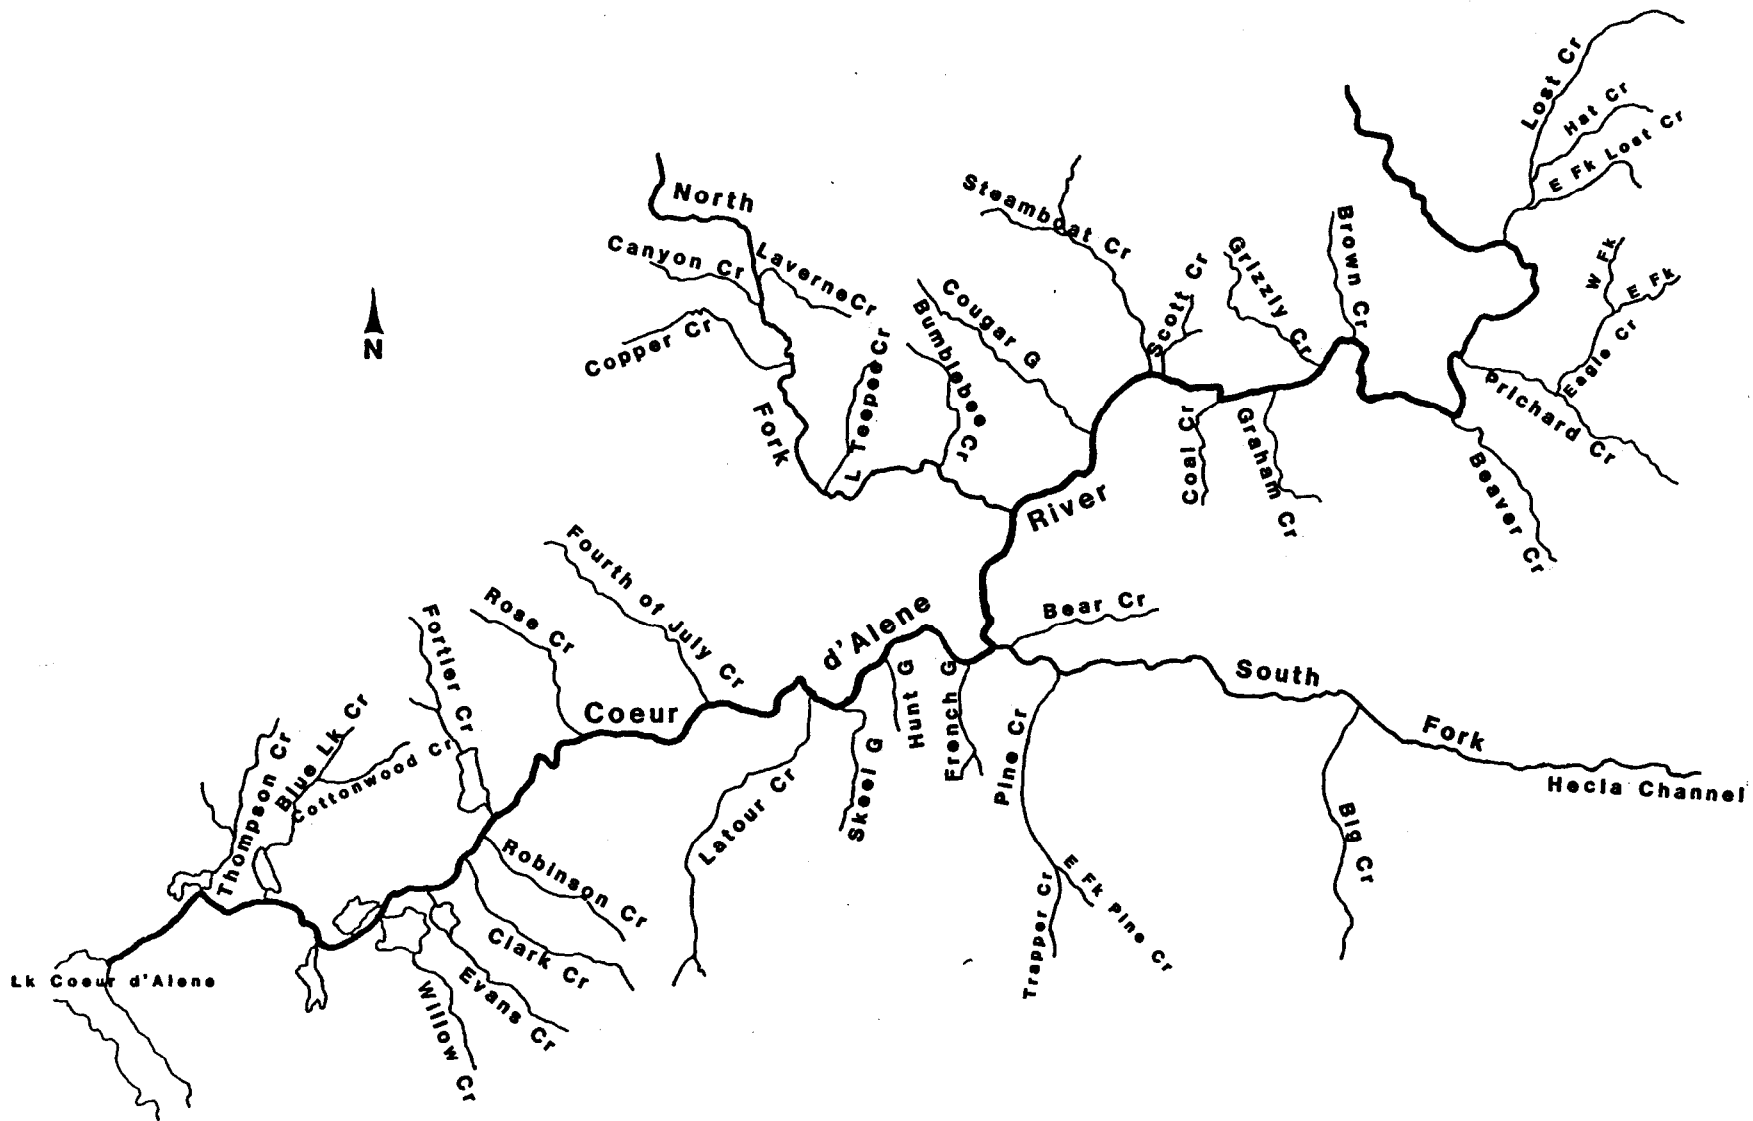 Lost Cr
Hat Cr
E Fk Lost Cr
North
Steamboat Cr
Canyon Cr
LaverneCr
Scott Cr
Grizzly Cr
Brown Cr
W Fk
E Fk
Eagle Cr
Prichard Cr
Cougar G
Bumblebee Cr
Copper Cr
L Teepee Cr
N
Fork
Coal Cr
Graham Cr
Beaver Cr
River
Fourth of July Cr
Rose Cr
Fortier Cr
d'Alene
Bear Cr
Hunt G
French G
South
Coeur
Fork
Hecla Channel
Thompson Cr
Blue Lk Cr
Cottonwood Cr
Latour Cr
Skeel G
Pine Cr
Big Cr
Robinson Cr
E Fk Pine Cr
Trapper Cr
Clark Cr
Evans Cr
Willow Cr
Lk Coeur d'Alene